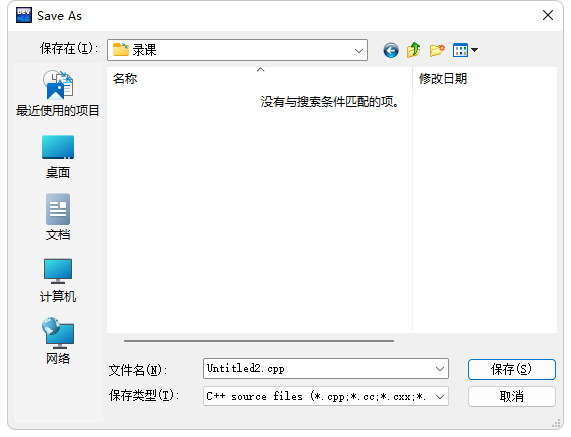 DEV
Save As
保存在(I):
录课
名称
修改日期
没有与搜索条件匹配的项。
最近使用的项目
桌面
文档
计算机
网络
文件名(N):
Untitled2.cpp
保存(S)
保存类型(T):
C++ source files (*.cpp;*.cc;*.cxx;*.
取消